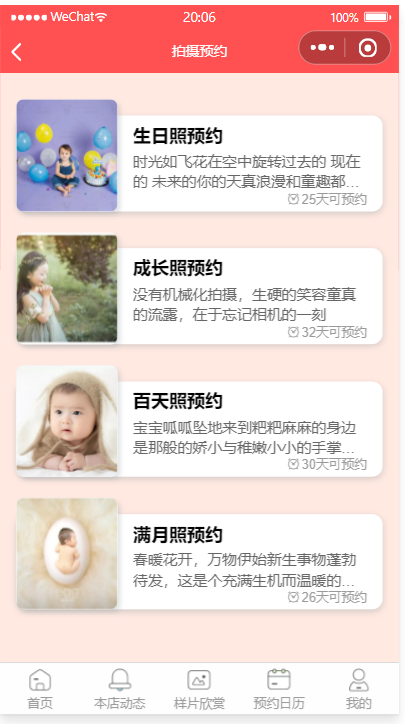 WeChat 20:06 100%
拍摄预约
生日照预约
时光如飞花在空中旋转过去的 现在
的 未来的你的天真浪漫和童趣都...
25天可预约
成长照预约
没有机械化拍摄，生硬的笑容童真
的流露，在于忘记相机的一刻
32天可预约
百天照预约
宝宝呱呱坠地来到粑粑麻麻的身边
是那般的娇小与稚嫩小小的手掌...
30天可预约
满月照预约
春暖花开，万物伊始新生事物蓬勃
待发，这是个充满生机而温暖的...
26天可预约
首页 本店动态 样片欣赏 预约日历 我的